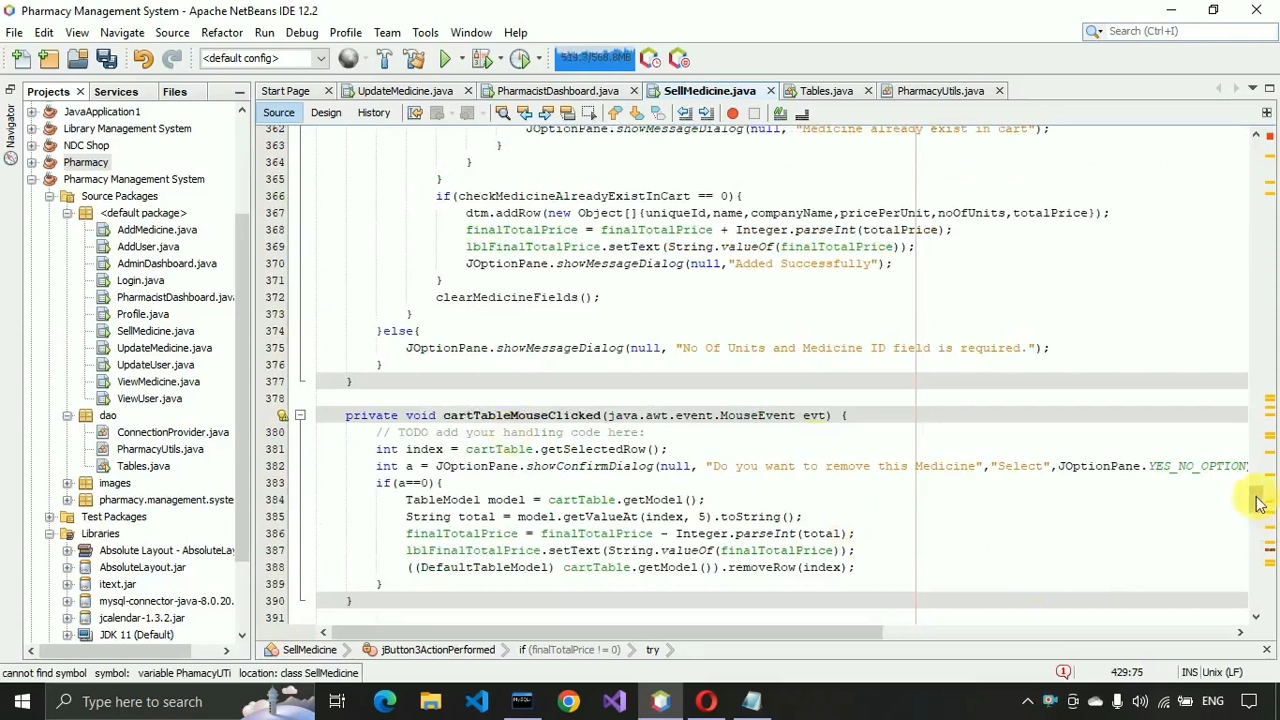 Pharmacy Management System - Apache NetBeans IDE 12.2
File Edit View Navigate Source Refactor Run Debug Profile Team Tools Window Help
Search (Ctrl+I)
<default config>
Projects Services Files
Start Page UpdateMedicine.java PharmacistDashboard.java SellMedicine.java Tables.java PharmacyUtils.java
Navigator
Source Design History
JavaApplication1
Library Management System
NDC Shop
Pharmacy
Pharmacy Management System
Source Packages
<default package>
AddMedicine.java
AddUser.java
AdminDashboard.java
Login.java
PharmacistDashboard.java
Profile.java
SellMedicine.java
UpdateMedicine.java
UpdateUser.java
ViewMedicine.java
ViewUser.java
dao
ConnectionProvider.java
PharmacyUtils.java
Tables.java
images
pharmacy.management.syste
Test Packages
Libraries
Absolute Layout - AbsoluteL
AbsoluteLayout.jar
itext.jar
mysql-connector-java-8.0.20.
jcalendar-1.3.2.jar
JDK 11 (Default)
362 JOptionPane.showMessageDialog(null, "Medicine already exist in cart");
363 }
364 }
365 }
366 if(checkMedicineAlreadyExistInCart == 0){
367 dtm.addRow(new Object[]{uniqueId,name,companyName,pricePerUnit,noOfUnits,totalPrice});
368 finalTotalPrice = finalTotalPrice + Integer.parseInt(totalPrice);
369 lblFinalTotalPrice.setText(String.valueOf(finalTotalPrice));
370 JOptionPane.showMessageDialog(null,"Added Successfully");
371 }
372 clearMedicineFields();
373 }
374 }else{
375 JOptionPane.showMessageDialog(null, "No Of Units and Medicine ID field is required.");
376 }
377 }
378
private void cartTableMouseClicked(java.awt.event.MouseEvent evt) {
380 // TODO add your handling code here:
381 int index = cartTable.getSelectedRow();
382 int a = JOptionPane.showConfirmDialog(null, "Do you want to remove this Medicine","Select",JOptionPane.YES_NO_OPTION
383 if(a==0){
384 TableModel model = cartTable.getModel();
385 String total = model.getValueAt(index, 5).toString();
386 finalTotalPrice = finalTotalPrice - Integer.parseInt(total);
387 lblFinalTotalPrice.setText(String.valueOf(finalTotalPrice));
388 ((DefaultTableModel) cartTable.getModel()).removeRow(index);
389 }
390 }
391
SellMedicine jButton3ActionPerformed if (finalTotalPrice != 0) try
cannot find symbol symbol: variable PhamacyUTi location: class SellMedicine
429:75 INS Unix (LF)
Type here to search
ENG